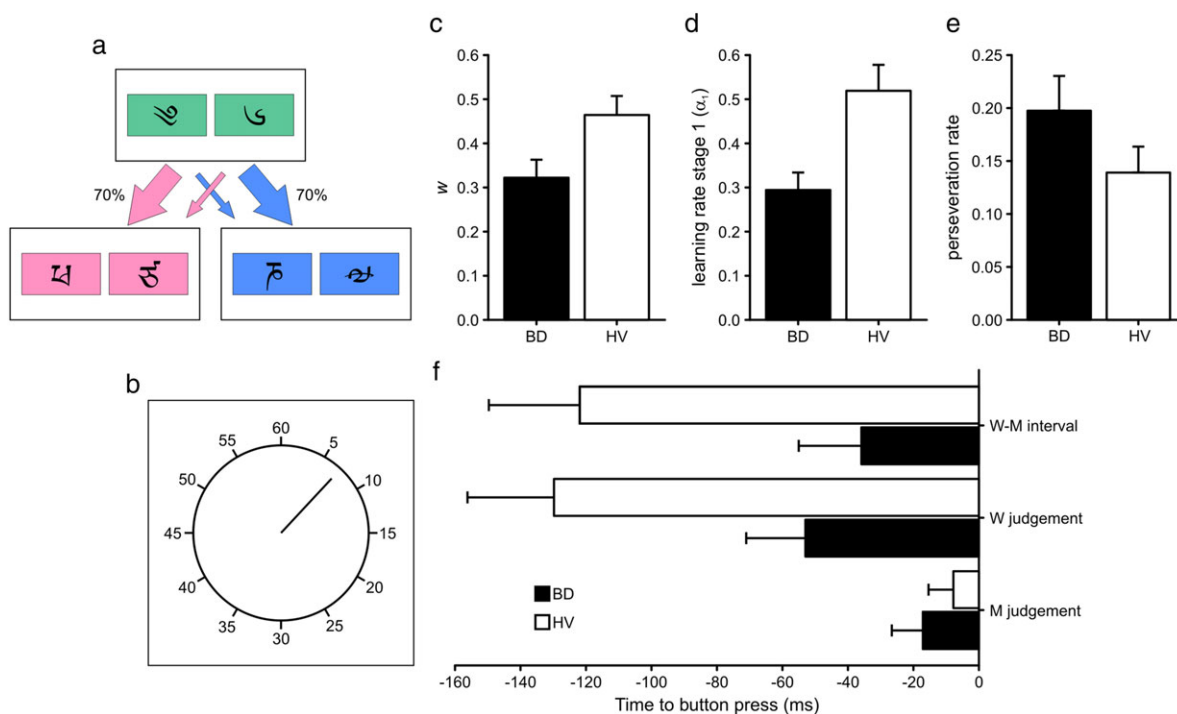 a
70%
70%
b
60
5
10
15
20
25
30
35
40
45
50
55
c
w
0.6
0.5
0.4
0.3
0.2
0.1
0.0
BD HV
d
learning rate stage 1 (α₁)
0.6
0.5
0.4
0.3
0.2
0.1
0.0
BD HV
e
perseveration rate
0.25
0.20
0.15
0.10
0.05
0.00
BD HV
f
W-M interval
W judgement
M judgement
BD
HV
-160 -140 -120 -100 -80 -60 -40 -20 0
Time to button press (ms)